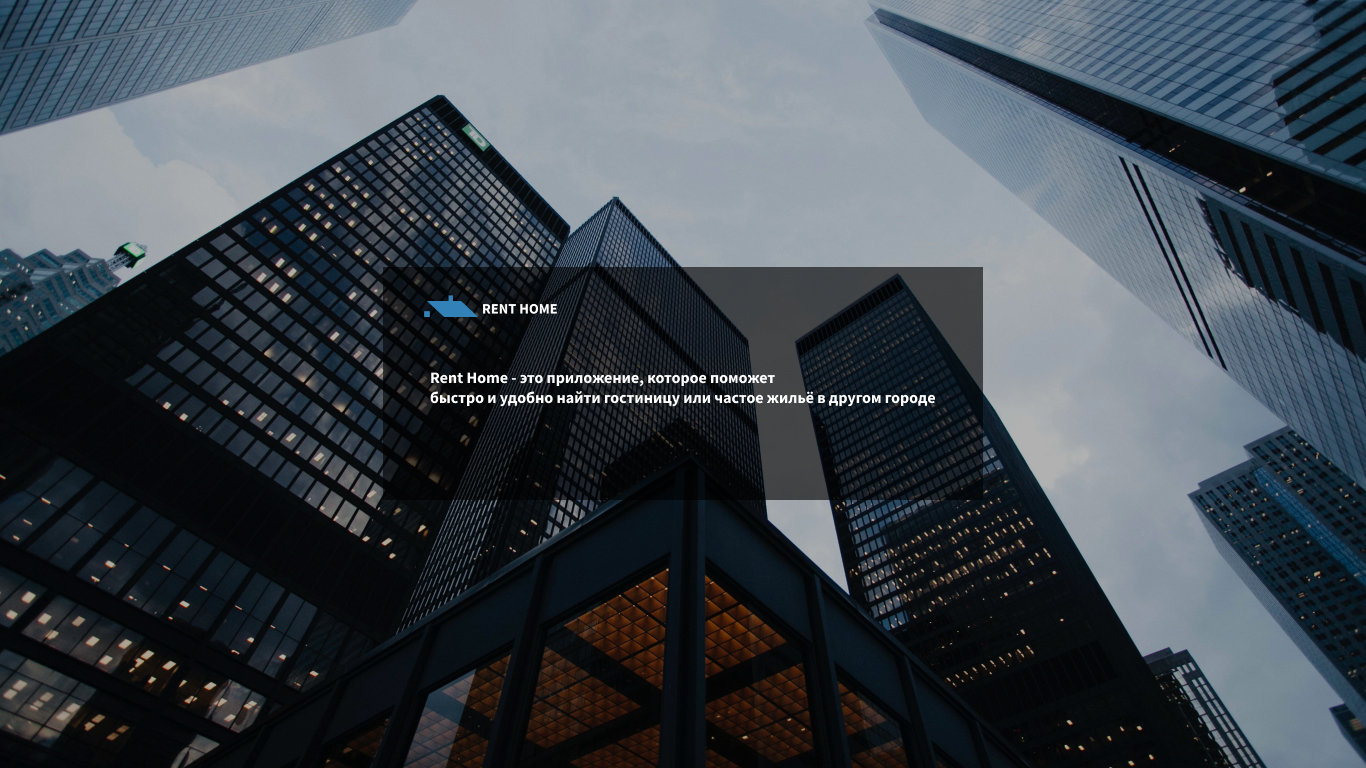 RENT HOME
Rent Home - это приложение, которое поможет
быстро и удобно найти гостиницу или частое жильё в другом городе